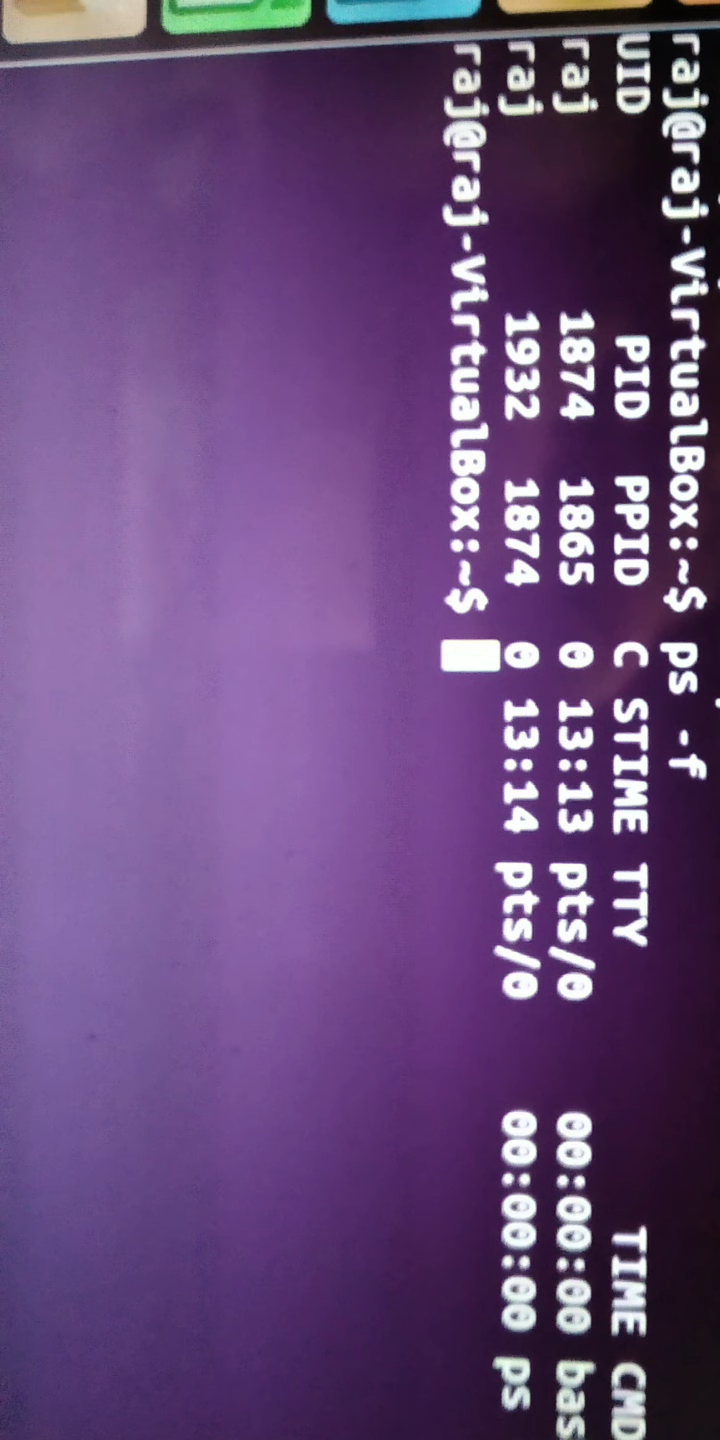 raj@raj-VirtualBox:~$ ps -f
UID PID PPID C STIME TTY TIME CMD
raj 1874 1865 0 13:13 pts/0 00:00:00 bas
raj 1932 1874 0 13:14 pts/0 00:00:00 ps
raj@raj-VirtualBox:~$